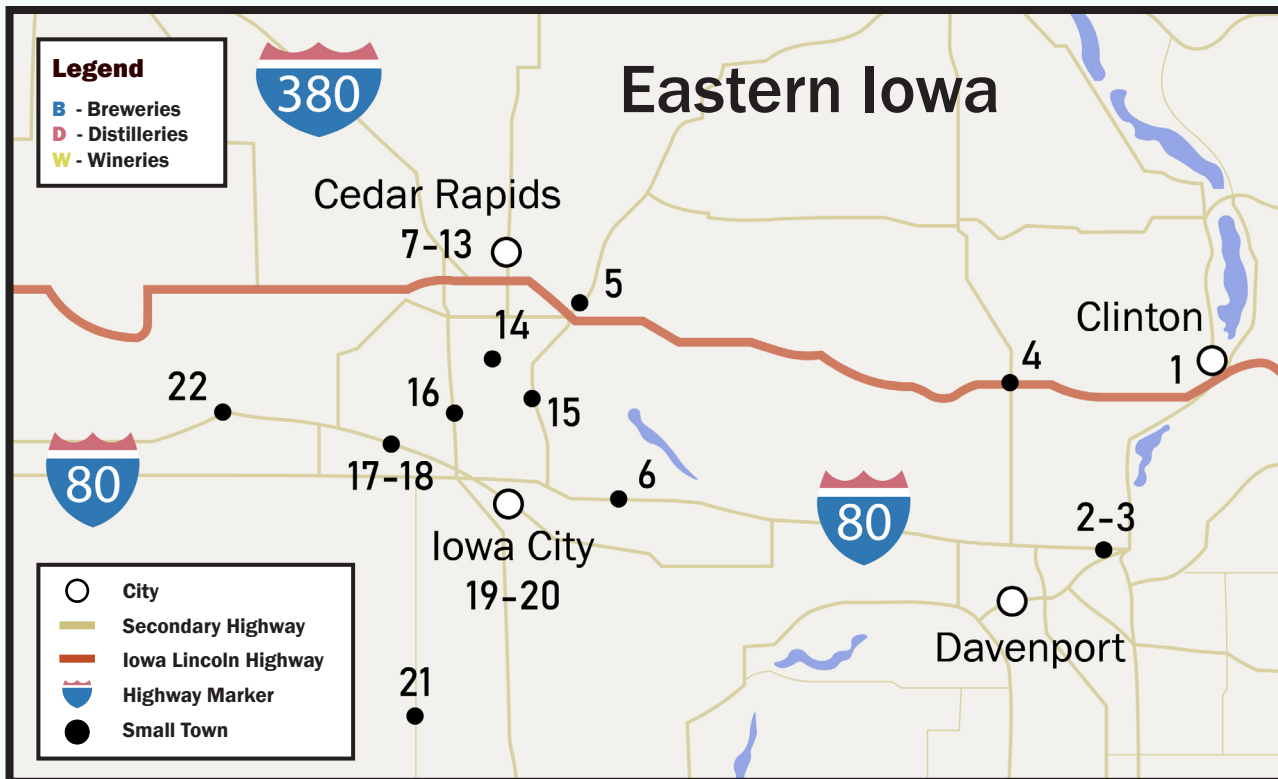 Legend
B - Breweries
D - Distilleries
W - Wineries
380
Eastern Iowa
Cedar Rapids
7-13
5
14
Clinton
1
4
22
16
15
80
17-18
6
80
2-3
Iowa City
19-20
Davenport
21
City
Secondary Highway
Iowa Lincoln Highway
Highway Marker
Small Town